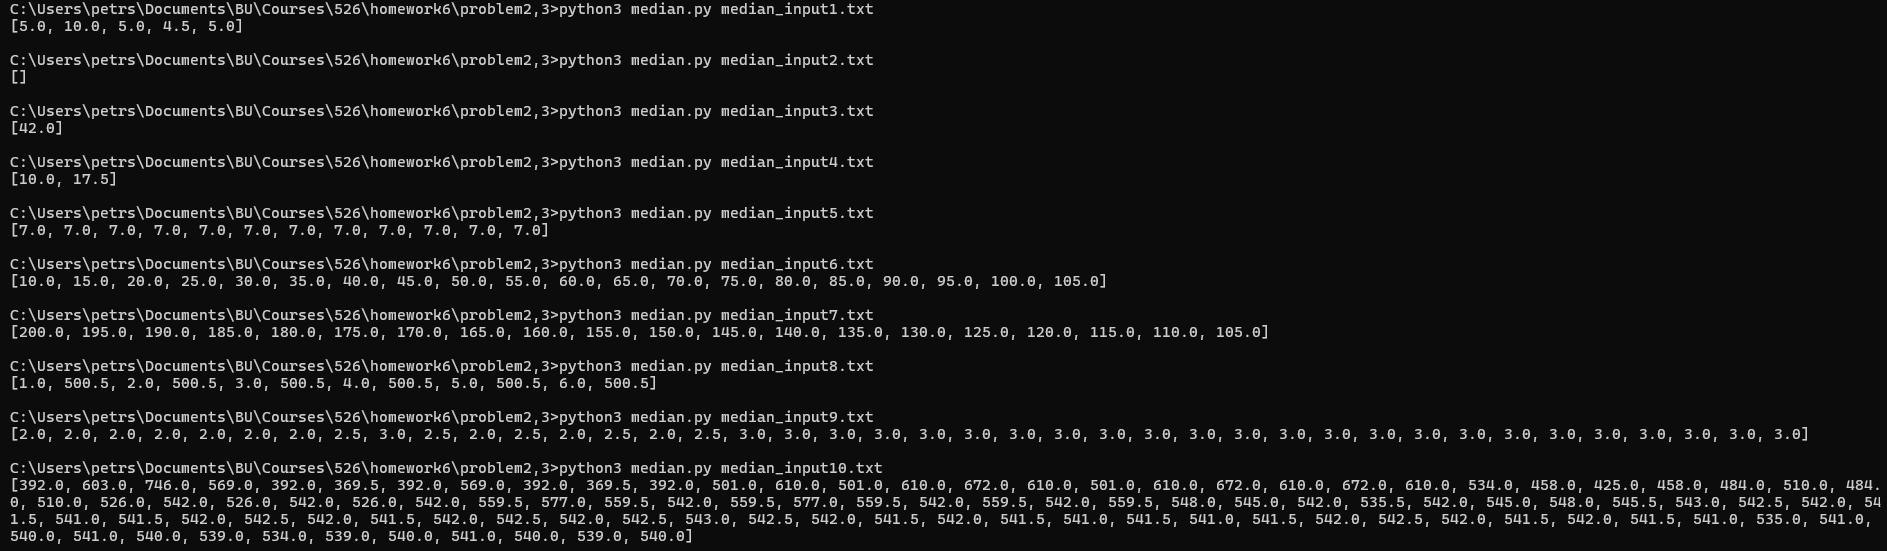 C:\Users\petrs\Documents\BU\Courses\526\homework6\problem2,3>python3 median.py median_input1.txt
[5.0, 10.0, 5.0, 4.5, 5.0]
C:\Users\petrs\Documents\BU\Courses\526\homework6\problem2,3>python3 median.py median_input2.txt
[]
C:\Users\petrs\Documents\BU\Courses\526\homework6\problem2,3>python3 median.py median_input3.txt
[42.0]
C:\Users\petrs\Documents\BU\Courses\526\homework6\problem2,3>python3 median.py median_input4.txt
[10.0, 17.5]
C:\Users\petrs\Documents\BU\Courses\526\homework6\problem2,3>python3 median.py median_input5.txt
[7.0, 7.0, 7.0, 7.0, 7.0, 7.0, 7.0, 7.0, 7.0, 7.0, 7.0, 7.0]
C:\Users\petrs\Documents\BU\Courses\526\homework6\problem2,3>python3 median.py median_input6.txt
[10.0, 15.0, 20.0, 25.0, 30.0, 35.0, 40.0, 45.0, 50.0, 55.0, 60.0, 65.0, 70.0, 75.0, 80.0, 85.0, 90.0, 95.0, 100.0, 105.0]
C:\Users\petrs\Documents\BU\Courses\526\homework6\problem2,3>python3 median.py median_input7.txt
[200.0, 195.0, 190.0, 185.0, 180.0, 175.0, 170.0, 165.0, 160.0, 155.0, 150.0, 145.0, 140.0, 135.0, 130.0, 125.0, 120.0, 115.0, 110.0, 105.0]
C:\Users\petrs\Documents\BU\Courses\526\homework6\problem2,3>python3 median.py median_input8.txt
[1.0, 500.5, 2.0, 500.5, 3.0, 500.5, 4.0, 500.5, 5.0, 500.5, 6.0, 500.5]
C:\Users\petrs\Documents\BU\Courses\526\homework6\problem2,3>python3 median.py median_input9.txt
[2.0, 2.0, 2.0, 2.0, 2.0, 2.0, 2.0, 2.5, 3.0, 2.5, 2.0, 2.5, 2.0, 2.5, 2.0, 2.5, 3.0, 3.0, 3.0, 3.0, 3.0, 3.0, 3.0, 3.0, 3.0, 3.0, 3.0, 3.0, 3.0, 3.0, 3.0, 3.0, 3.0, 3.0, 3.0, 3.0, 3.0, 3.0, 3.0, 3.0]
C:\Users\petrs\Documents\BU\Courses\526\homework6\problem2,3>python3 median.py median_input10.txt
[392.0, 603.0, 746.0, 569.0, 392.0, 369.5, 392.0, 569.0, 392.0, 369.5, 392.0, 501.0, 610.0, 501.0, 610.0, 672.0, 610.0, 501.0, 610.0, 672.0, 610.0, 672.0, 610.0, 534.0, 458.0, 425.0, 458.0, 484.0, 510.0, 484.
0, 510.0, 526.0, 542.0, 526.0, 542.0, 526.0, 542.0, 559.5, 577.0, 559.5, 542.0, 559.5, 577.0, 559.5, 542.0, 559.5, 542.0, 559.5, 548.0, 545.0, 542.0, 535.5, 542.0, 545.0, 548.0, 545.5, 543.0, 542.5, 542.0, 54
1.5, 541.0, 541.5, 542.0, 542.5, 542.0, 541.5, 542.0, 542.5, 542.0, 542.5, 543.0, 542.5, 542.0, 541.5, 542.0, 541.5, 541.0, 541.5, 541.0, 541.5, 542.0, 542.5, 542.0, 541.5, 542.0, 541.5, 541.0, 535.0, 541.0,
540.0, 541.0, 540.0, 539.0, 534.0, 539.0, 540.0, 541.0, 540.0, 539.0, 540.0]